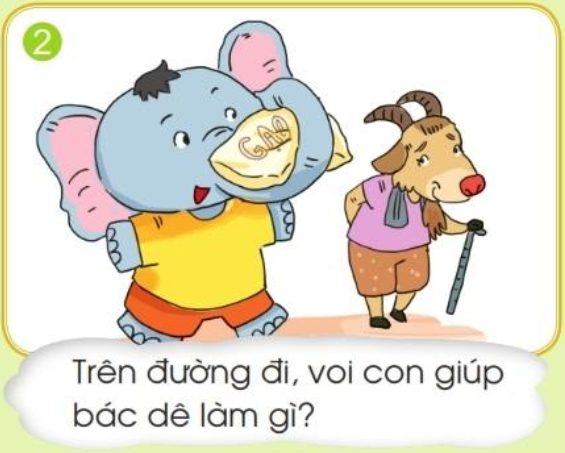 2
GẠO
Trên đường đi, voi con giúp
bác dê làm gì?